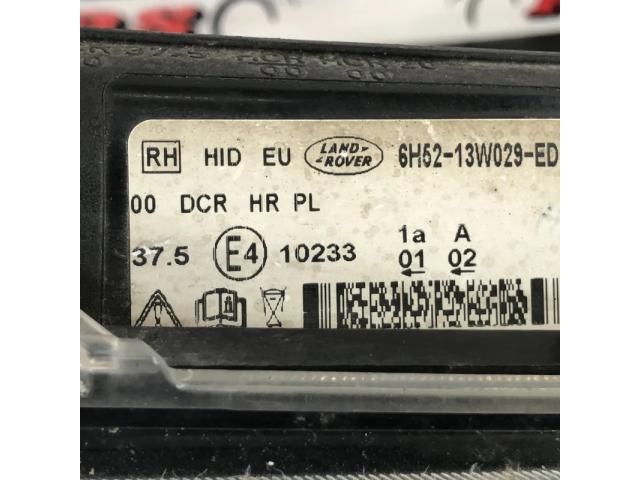 RH HID EU LAND ROVER 6H52-13W029-ED
00 DCR HR PL
1a A
37.5 E4 10233 01 02